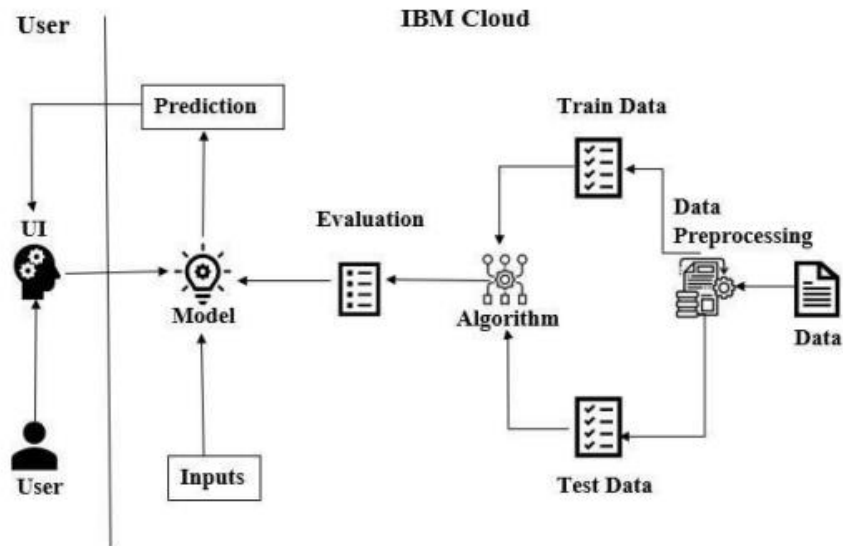 User
IBM Cloud
Prediction
Train Data
UI
Evaluation
Data
Preprocessing
Model
Algorithm
Data
User
Inputs
Test Data